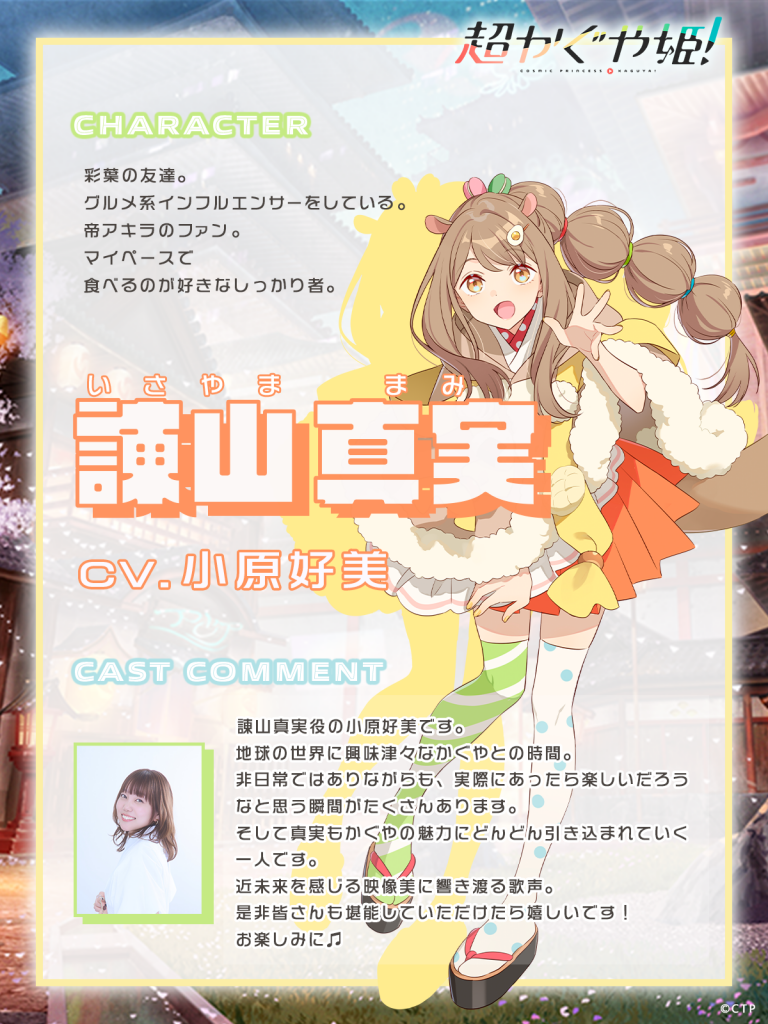 超かぐや姫!
COSMIC PRINCESS KAGUYA!
CHARACTER
彩葉の友達。
グルメ系インフルエンサーをしている。
帝アキラのファン。
マイペースで
食べるのが好きなしっかり者。
いさやま まみ
諫山真実
CV.小原好美
CAST COMMENT
諫山真実役の小原好美です。
地球の世界に興味津々なかぐやとの時間。
非日常ではありながらも、実際にあったら楽しいだろう
なと思う瞬間がたくさんあります。
そして真実もかぐやの魅力にどんどん引き込まれていく
一人です。
近未来を感じる映像美に響き渡る歌声。
是非皆さんも堪能していただけたら嬉しいです！
お楽しみに♫
©CTP